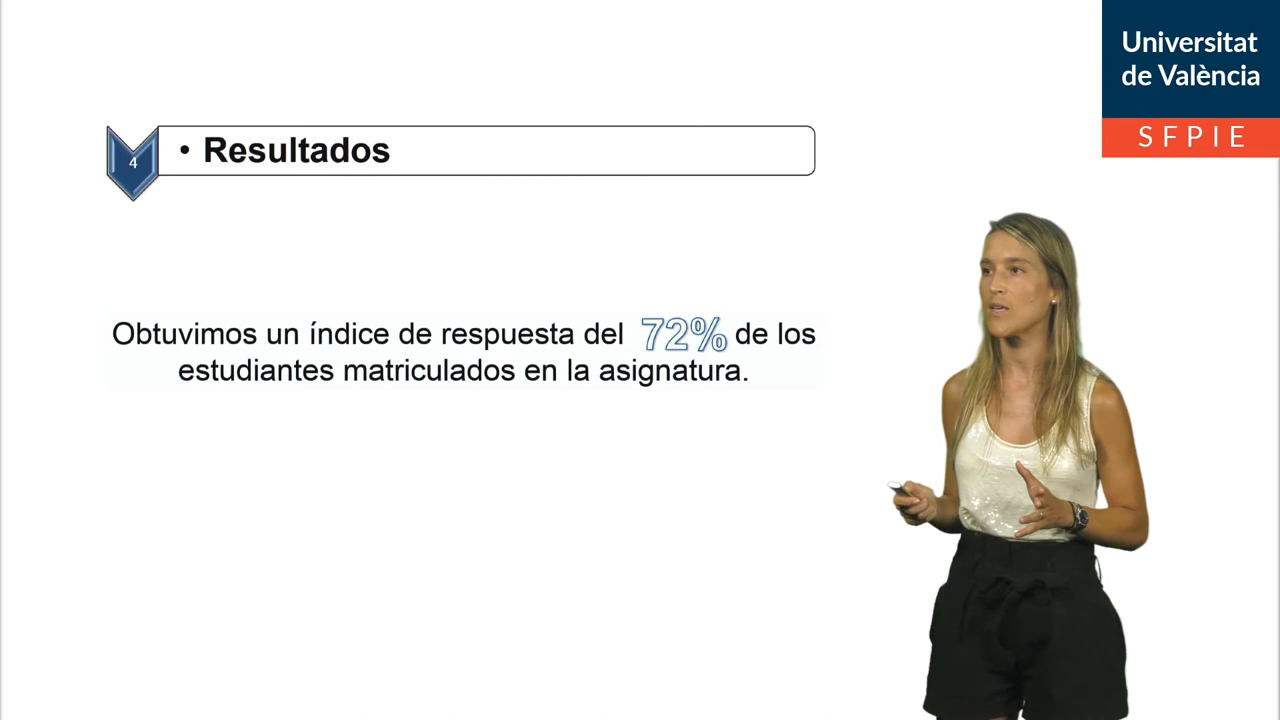 Universitat
de València
SFPIE
4
• Resultados
Obtuvimos un índice de respuesta del 72% de los
estudiantes matriculados en la asignatura.